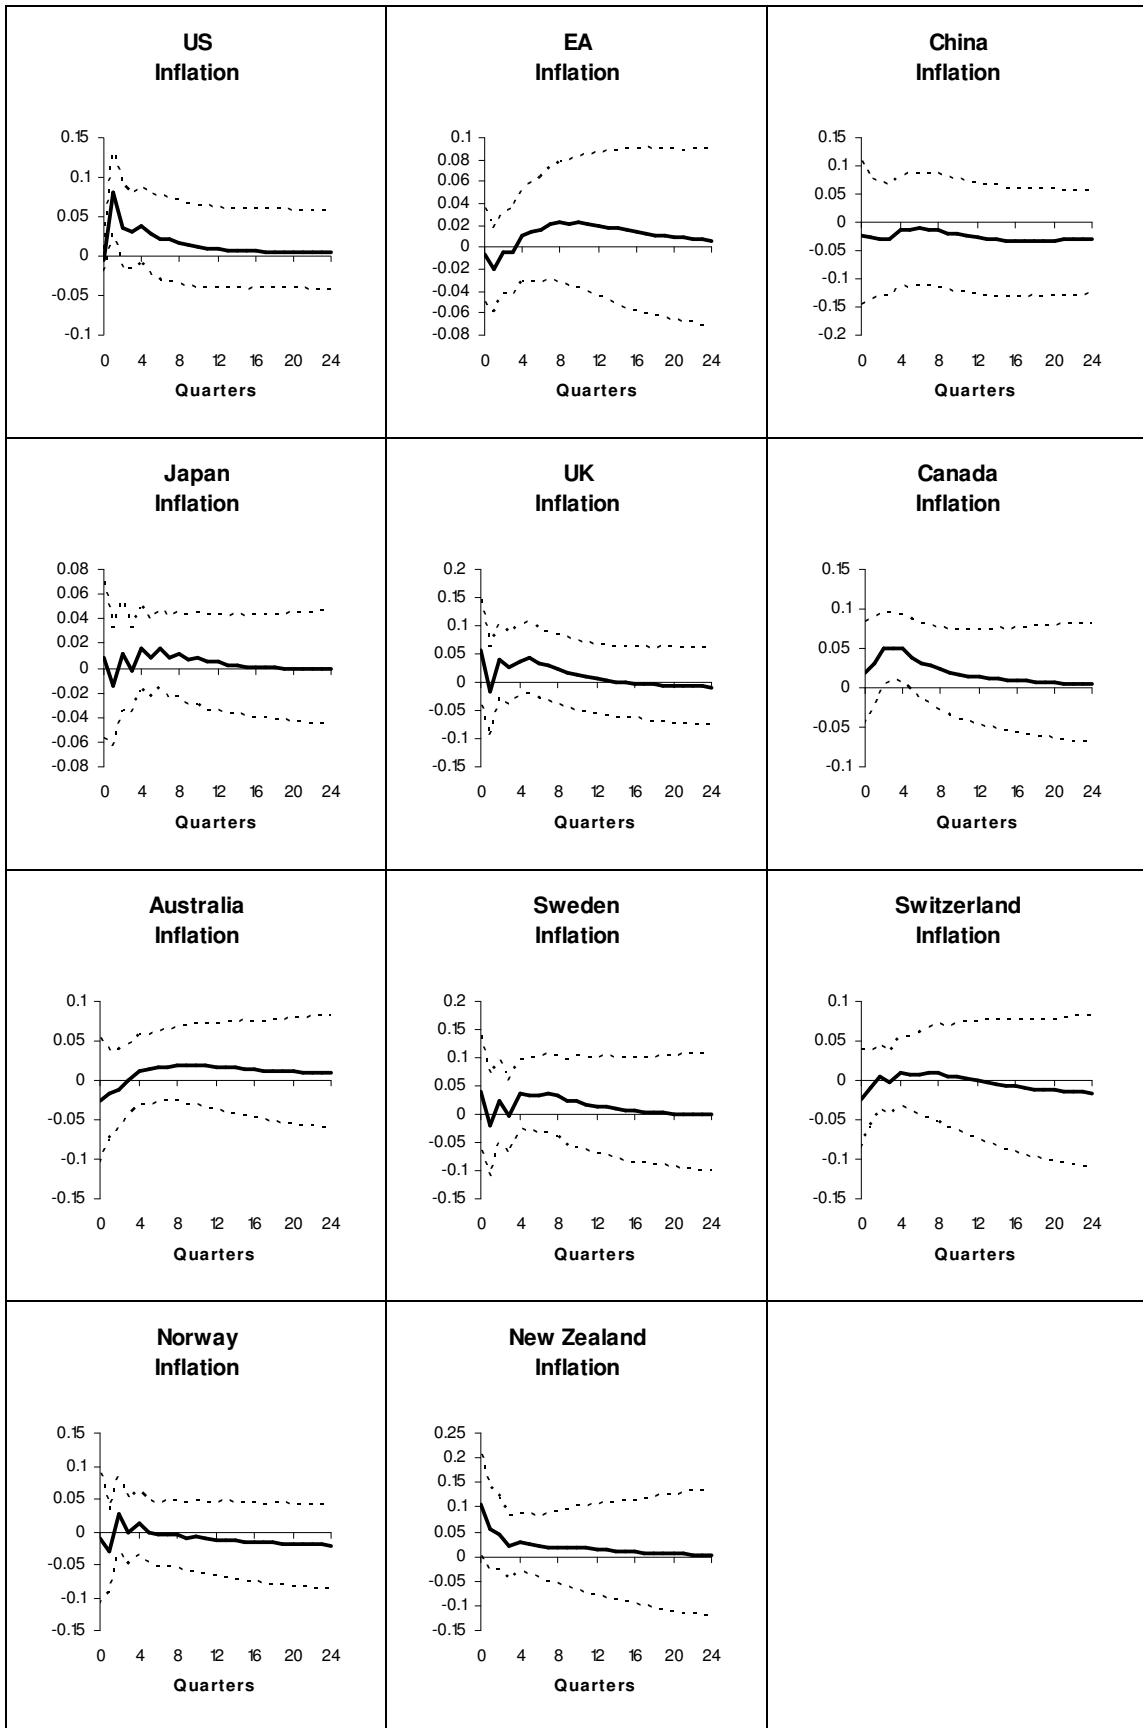 US
Inflation
0.15
0.1
0.05
0
-0.05
-0.1
0 4 8 12 16 20 24
Quarters
EA
Inflation
0.1
0.08
0.06
0.04
0.02
0
-0.02
-0.04
-0.06
-0.08
0 4 8 12 16 20 24
Quarters
China
Inflation
0.15
0.1
0.05
0
-0.05
-0.1
-0.15
-0.2
0 4 8 12 16 20 24
Quarters
Japan
Inflation
0.08
0.06
0.04
0.02
0
-0.02
-0.04
-0.06
-0.08
0 4 8 12 16 20 24
Quarters
UK
Inflation
0.2
0.15
0.1
0.05
0
-0.05
-0.1
-0.15
0 4 8 12 16 20 24
Quarters
Canada
Inflation
0.15
0.1
0.05
0
-0.05
-0.1
0 4 8 12 16 20 24
Quarters
Australia
Inflation
0.1
0.05
0
-0.05
-0.1
-0.15
0 4 8 12 16 20 24
Quarters
Sweden
Inflation
0.2
0.15
0.1
0.05
0
-0.05
-0.1
-0.15
0 4 8 12 16 20 24
Quarters
Switzerland
Inflation
0.1
0.05
0
-0.05
-0.1
-0.15
0 4 8 12 16 20 24
Quarters
Norway
Inflation
0.15
0.1
0.05
0
-0.05
-0.1
-0.15
0 4 8 12 16 20 24
Quarters
New Zealand
Inflation
0.25
0.2
0.15
0.1
0.05
0
-0.05
-0.1
-0.15
0 4 8 12 16 20 24
Quarters